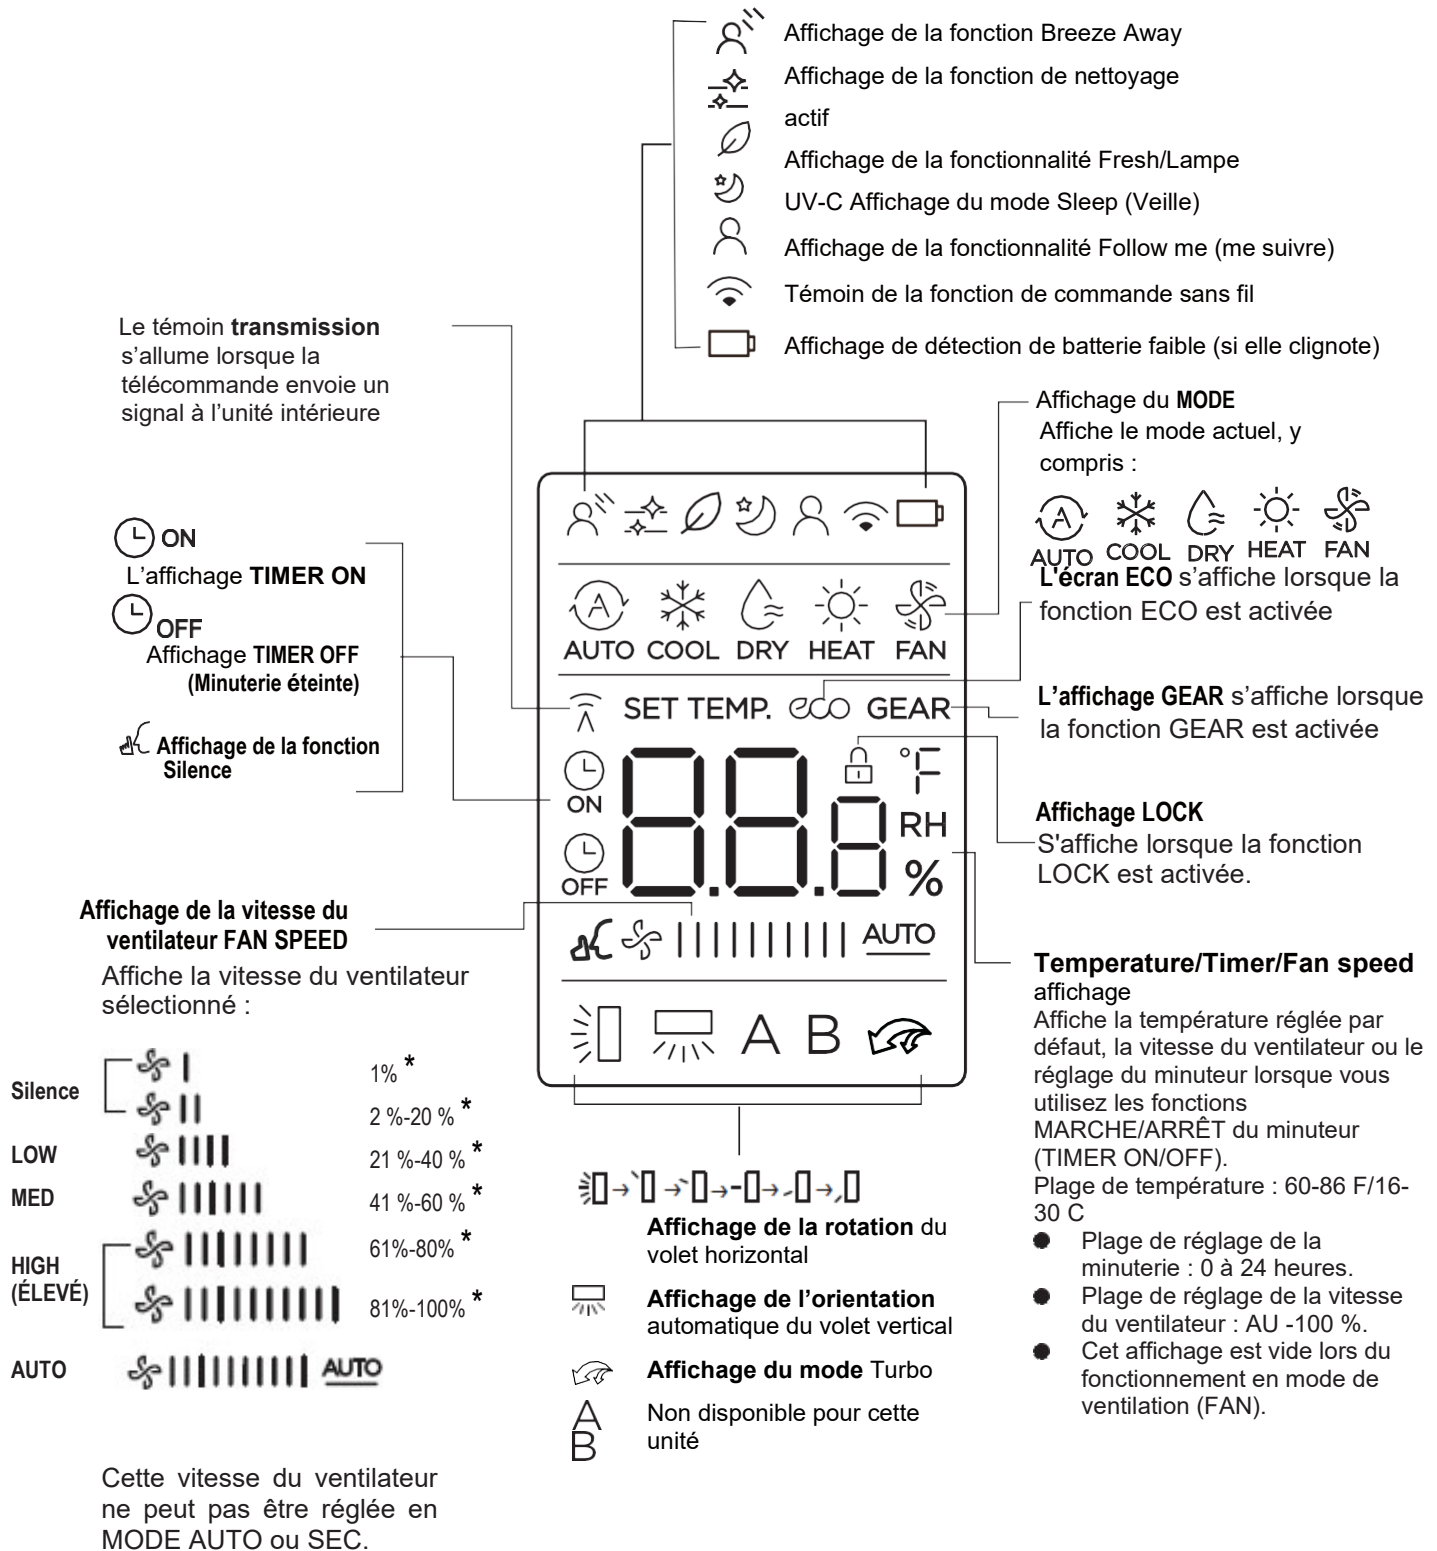 Affichage de la fonction Breeze Away
Affichage de la fonction de nettoyage
actif
Affichage de la fonctionnalité Fresh/Lampe
UV-C Affichage du mode Sleep (Veille)
Affichage de la fonctionnalité Follow me (me suivre)
Témoin de la fonction de commande sans fil
Affichage de détection de batterie faible (si elle clignote)
Le témoin transmission
s’allume lorsque la
télécommande envoie un
signal à l’unité intérieure
ON
L’affichage TIMER ON
OFF
Affichage TIMER OFF
(Minuterie éteinte)
Affichage de la fonction
Silence
Affichage de la vitesse du
ventilateur FAN SPEED
Affiche la vitesse du ventilateur
sélectionné :
Silence
1% *
2 %-20 % *
LOW
21 %-40 % *
MED
41 %-60 % *
HIGH
(ÉLEVÉ)
61%-80% *
81%-100% *
AUTO
AUTO
Cette vitesse du ventilateur
ne peut pas être réglée en
MODE AUTO ou SEC.
AUTO COOL DRY HEAT FAN
SET TEMP. eco GEAR
ON
OFF
88.8
°F
RH
%
AUTO
A B
Affichage de la rotation du
volet horizontal
Affichage de l’orientation
automatique du volet vertical
Affichage du mode Turbo
A
B
Non disponible pour cette
unité
Affichage du MODE
Affiche le mode actuel, y
compris :
AUTO COOL DRY HEAT FAN
L'écran ECO s’affiche lorsque la
fonction ECO est activée
L’affichage GEAR s’affiche lorsque
la fonction GEAR est activée
Affichage LOCK
S'affiche lorsque la fonction
LOCK est activée.
Temperature/Timer/Fan speed
affichage
Affiche la température réglée par
défaut, la vitesse du ventilateur ou le
réglage du minuteur lorsque vous
utilisez les fonctions
MARCHE/ARRÊT du minuteur
(TIMER ON/OFF).
Plage de température : 60-86 F/16-
30 C
● Plage de réglage de la
minuterie : 0 à 24 heures.
● Plage de réglage de la vitesse
du ventilateur : AU -100 %.
● Cet affichage est vide lors du
fonctionnement en mode de
ventilation (FAN).